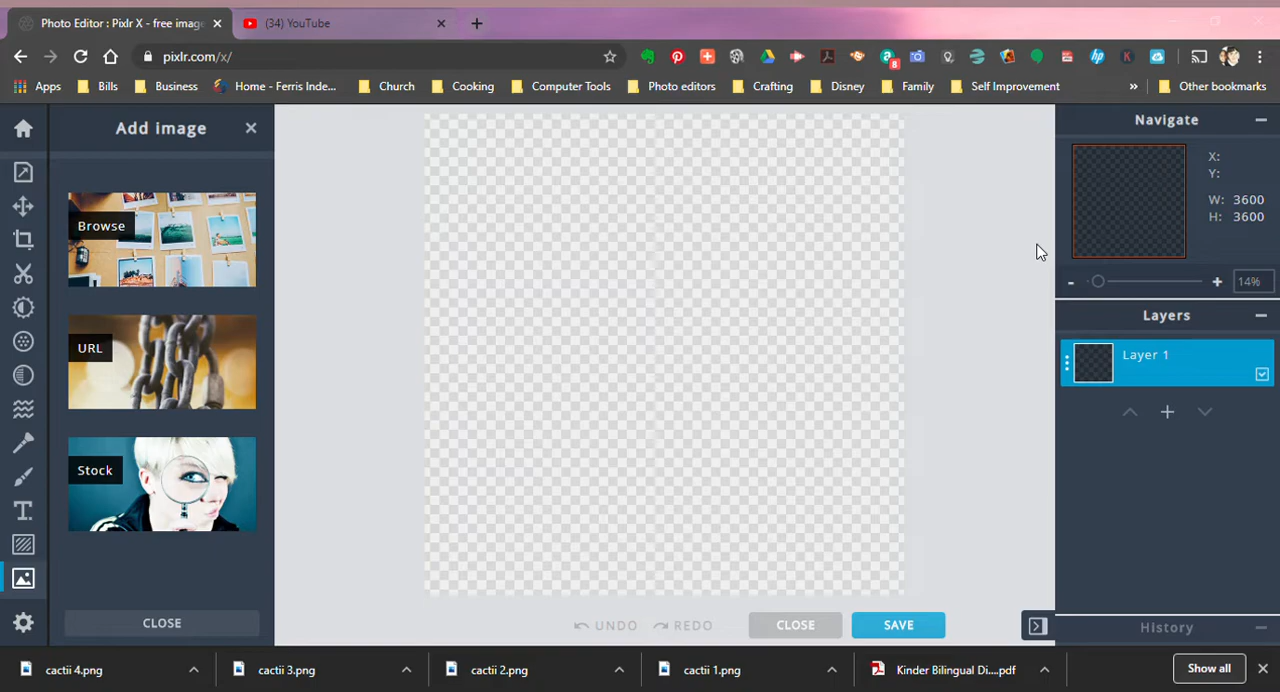 Photo Editor : Pixlr X - free imag
(34) YouTube
pixlr.com/x/
8
Apps
Bills
Business
Home - Ferris Inde...
Church
Cooking
Computer Tools
Photo editors
Crafting
Disney
Family
Self Improvement
»
Other bookmarks
Add image
Browse
URL
Stock
CLOSE
UNDO
REDO
CLOSE
SAVE
Navigate
X:
Y:
W: 3600
H: 3600
14%
Layers
Layer 1
History
cactii 4.png
cactii 3.png
cactii 2.png
cactii 1.png
Kinder Bilingual Di....pdf
Show all